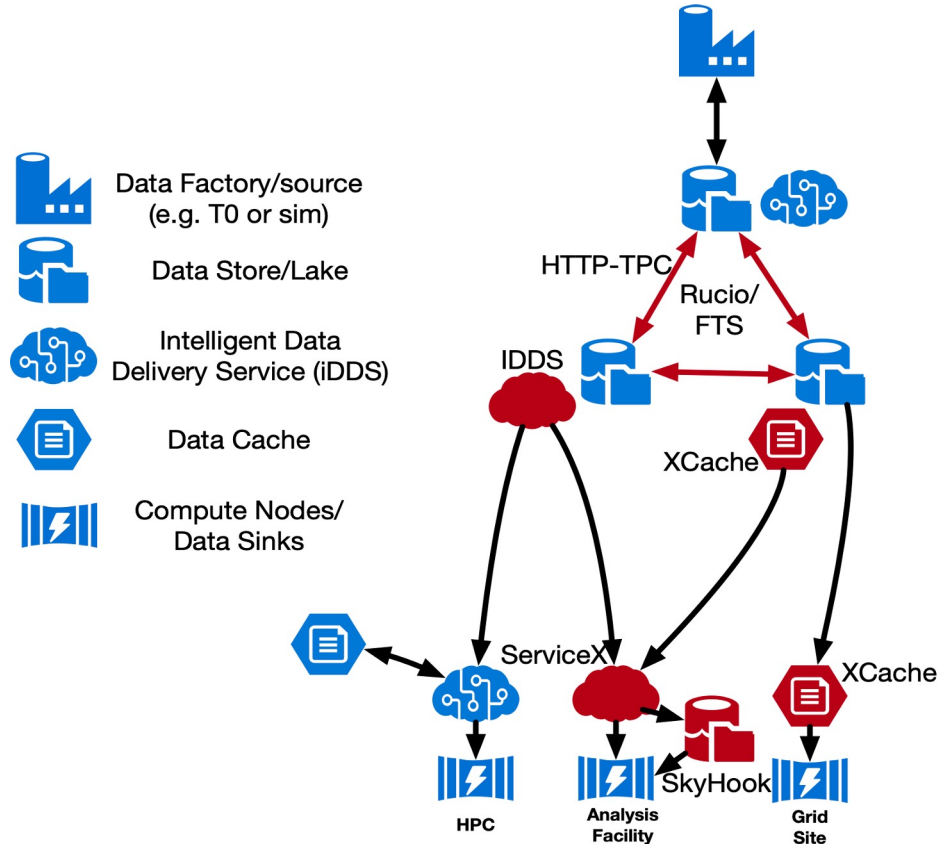 Data Factory/source
(e.g. T0 or sim)
Data Store/Lake
Intelligent Data
Delivery Service (iDDS)
Data Cache
Compute Nodes/
Data Sinks
HTTP-TPC
Rucio/
FTS
IDDS
XCache
ServiceX
XCache
SkyHook
HPC
Analysis
Facility
Grid
Site